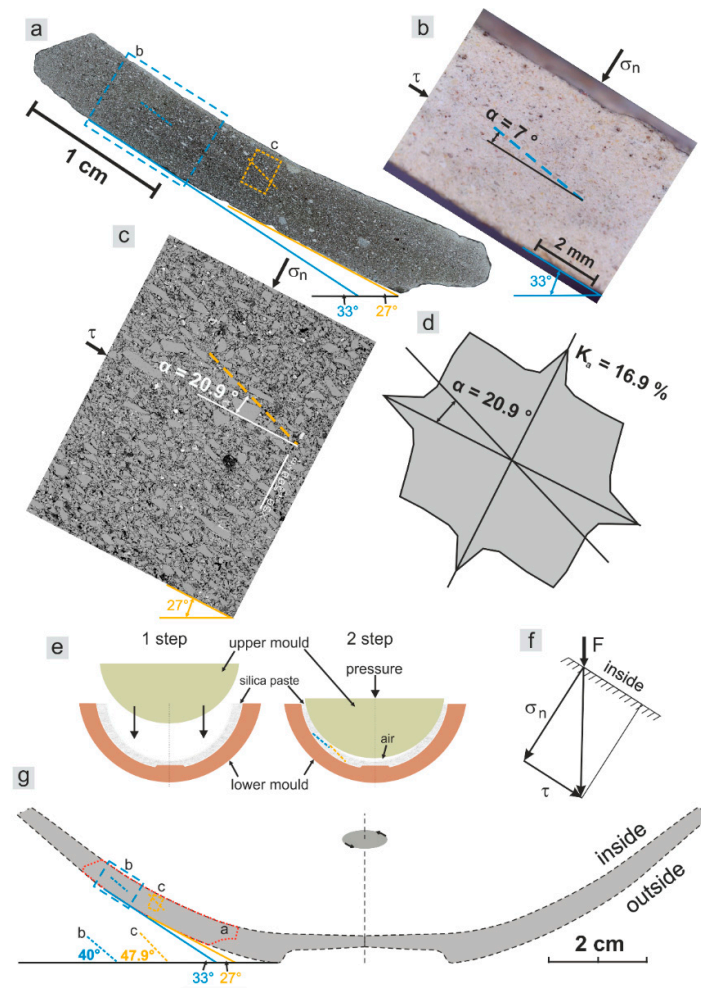 a
b
c
1 cm
33°
27°
b
σn
τ
α = 7 °
2 mm
33°
c
σn
τ
α = 20.9 °
27°
d
Ka = 16.9 %
α = 20.9 °
e
1 step
2 step
upper mould
pressure
silica paste
air
lower mould
f
F
inside
σn
τ
g
b
c
a
inside
outside
b
c
40°
47.9°
33°
27°
2 cm